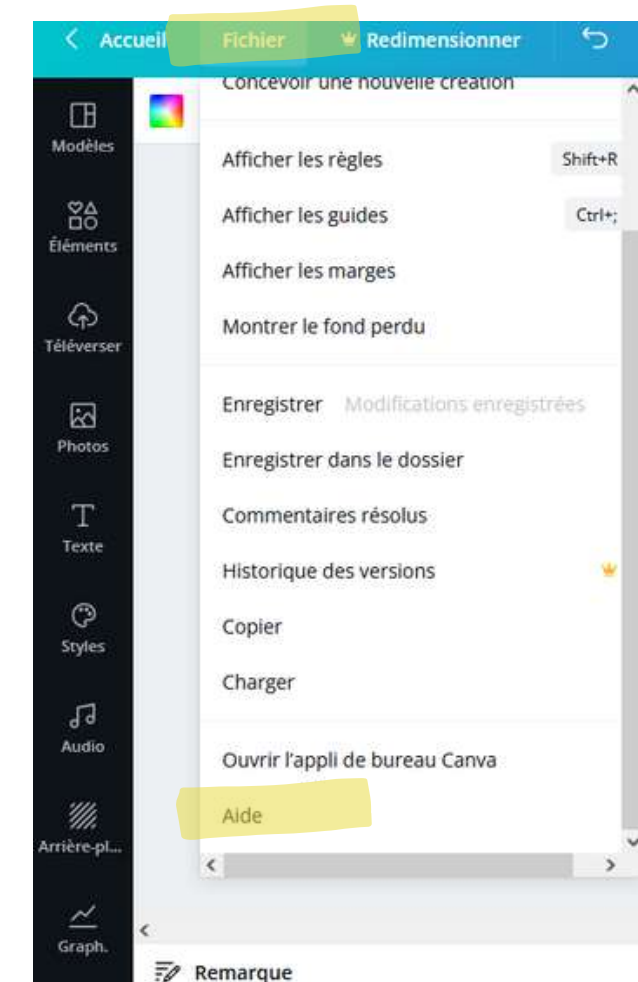 Accueil Fichier Redimensionner
Concevoir une nouvelle création
Modèles
Afficher les règles Shift+R
Afficher les guides Ctrl+;
Éléments
Afficher les marges
Montrer le fond perdu
Téléverser
Enregistrer Modifications enregistrées
Photos
Enregistrer dans le dossier
Commentaires résolus
Texte
Historique des versions
Copier
Styles
Charger
Audio
Ouvrir l'appli de bureau Canva
Aide
Arrière-pl...
Graph.
Remarque